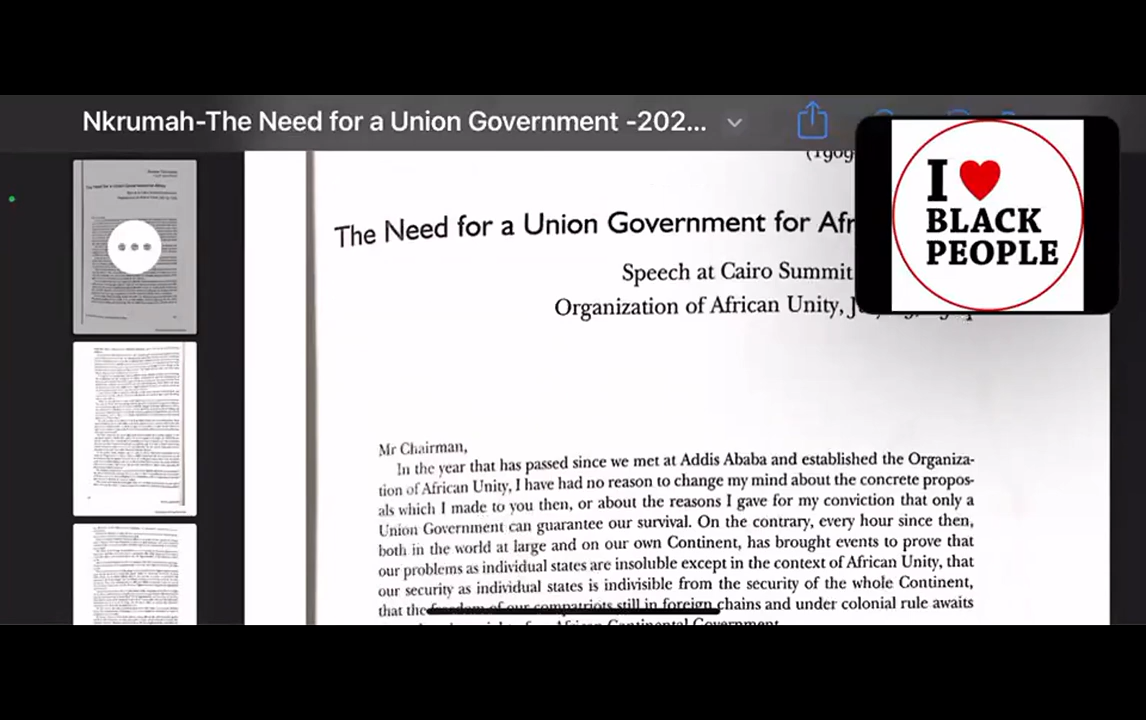 Nkrumah-The Need for a Union Government -202...
I
BLACK
PEOPLE
(1909
The Need for a Union Government for Afr
Speech at Cairo Summit
Organization of African Unity, J
Mr Chairman,
In the year that has passed since we met at Addis Ababa and established the Organiza-
tion of African Unity, I have had no reason to change my mind about the concrete propos-
als which I made to you then, or about the reasons I gave for my conviction that only a
Union Government can guarantee our survival. On the contrary, every hour since then,
both in the world at large and on our own Continent, has brought events to prove that
our problems as individual states are insoluble except in the context of African Unity, that
our security as individual states is indivisible from the security of the whole Continent,
that the freedom of our compatriots still in foreign chains and under colonial rule awaits
African Continental Government